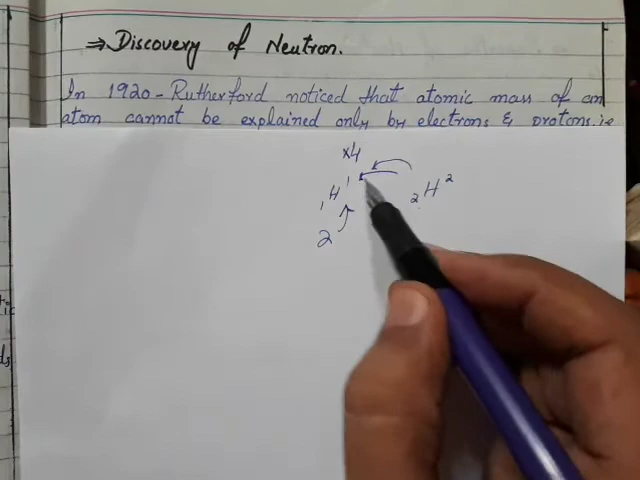 ⇒ Discovery of Neutron.
In 1920 - Rutherford noticed that atomic mass of an
atom cannot be explained only by electrons & protons. i.e
x4
₁H¹ ₂H²
2